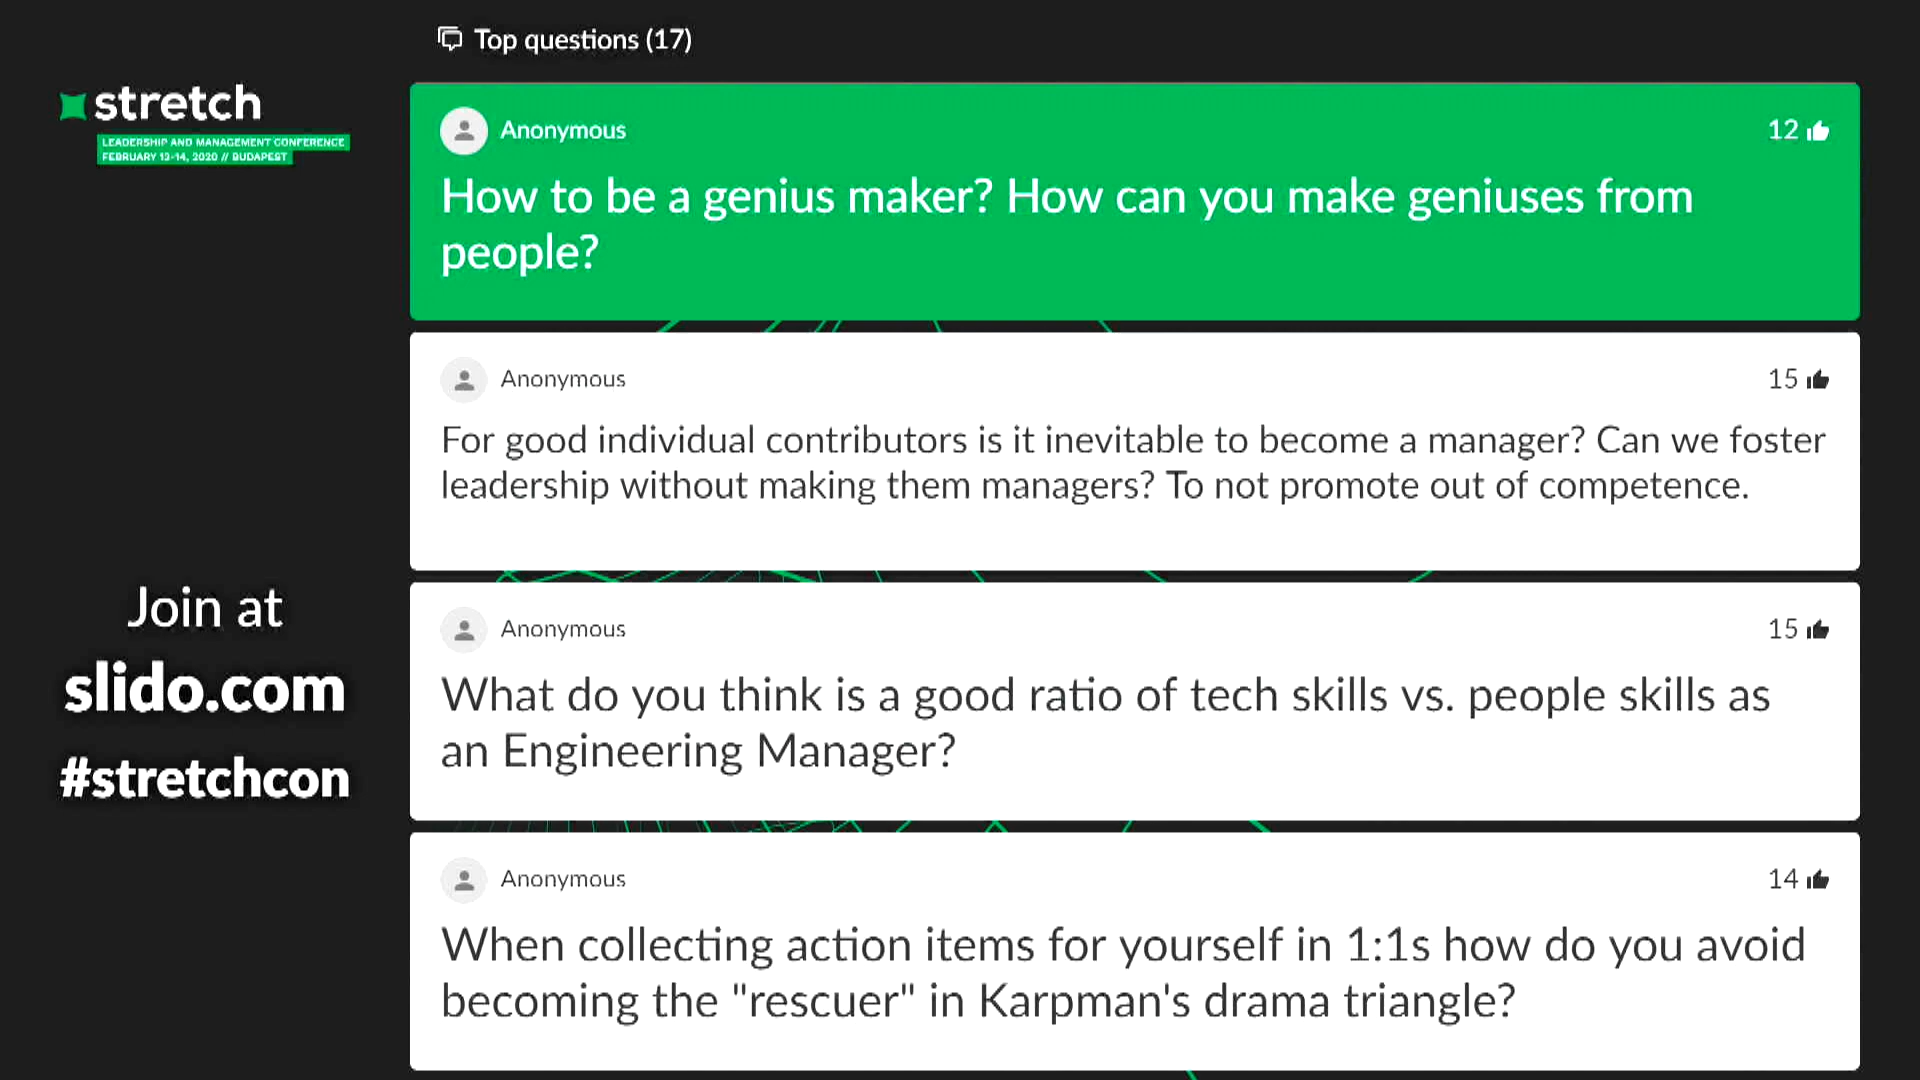 Top questions (17)
stretch
LEADERSHIP AND MANAGEMENT CONFERENCE
FEBRUARY 13-14, 2020 // BUDAPEST
Anonymous
12
How to be a genius maker? How can you make geniuses from
people?
Anonymous
15
For good individual contributors is it inevitable to become a manager? Can we foster
leadership without making them managers? To not promote out of competence.
Anonymous
15
What do you think is a good ratio of tech skills vs. people skills as
an Engineering Manager?
Anonymous
14
When collecting action items for yourself in 1:1s how do you avoid
becoming the "rescuer" in Karpman's drama triangle?
Join at
slido.com
#stretchcon